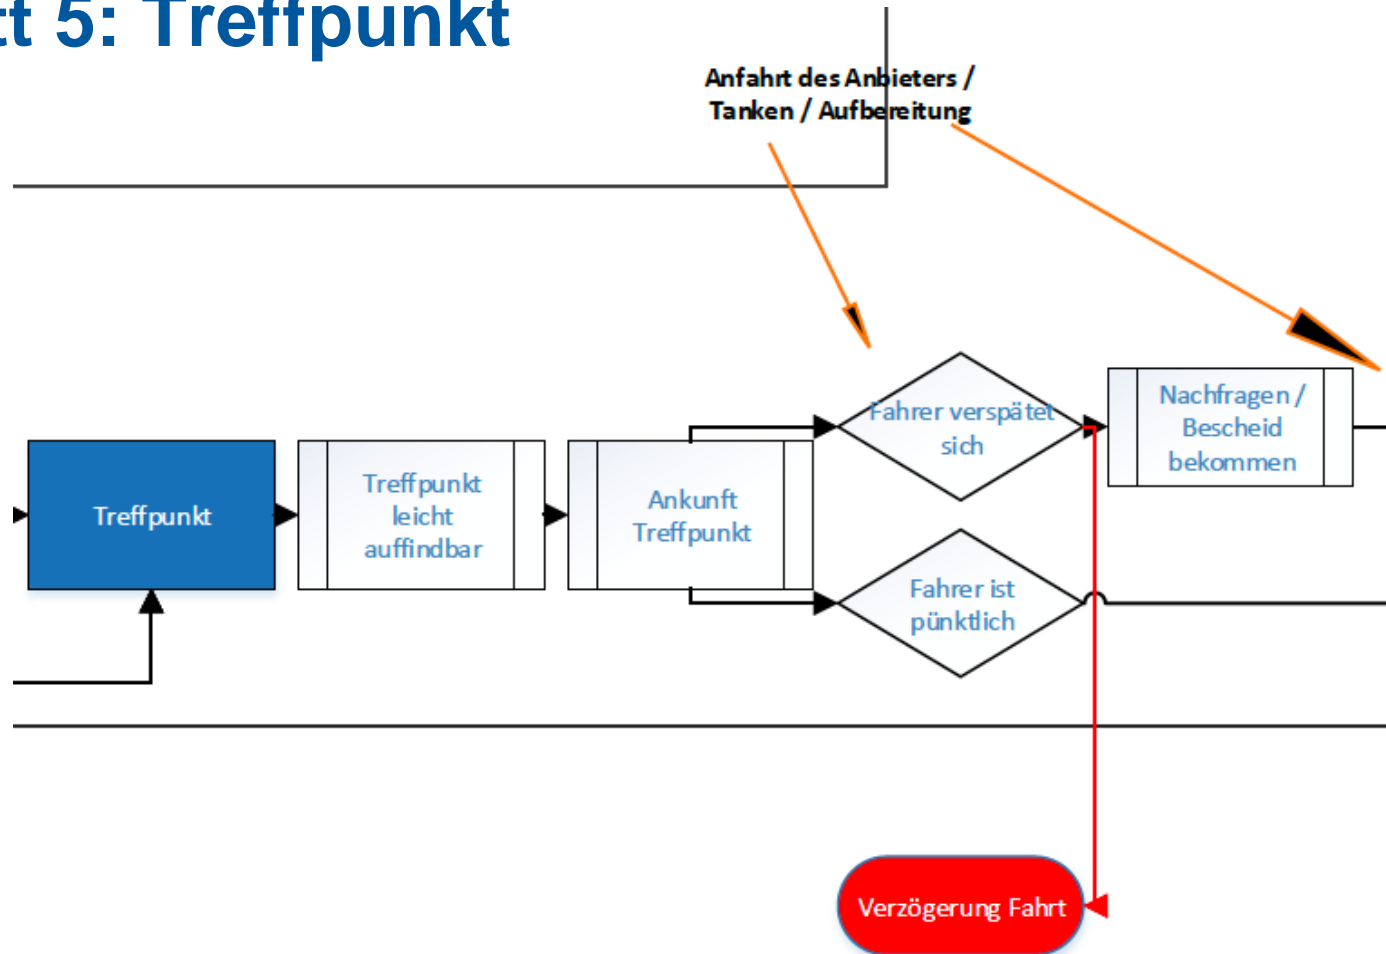 tt 5: Treffpunkt
Anfahrt des Anbieters /
Tanken / Aufbereitung
Treffpunkt
Treffpunkt
leicht
auffindbar
Ankunft
Treffpunkt
Fahrer verspätet
sich
Nachfragen /
Bescheid
bekommen
Fahrer ist
pünktlich
Verzögerung Fahrt